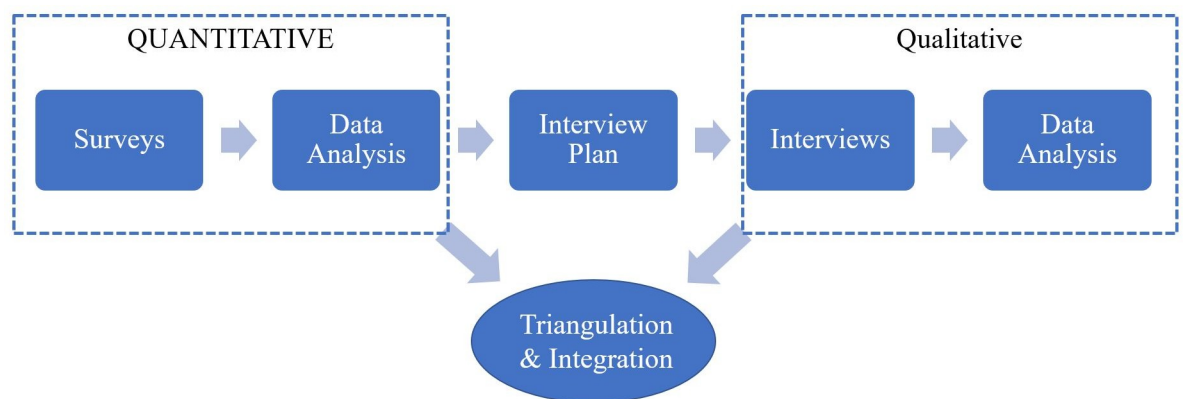 QUANTITATIVE
Qualitative
Surveys
Data
Analysis
Interview
Plan
Interviews
Data
Analysis
Triangulation
& Integration